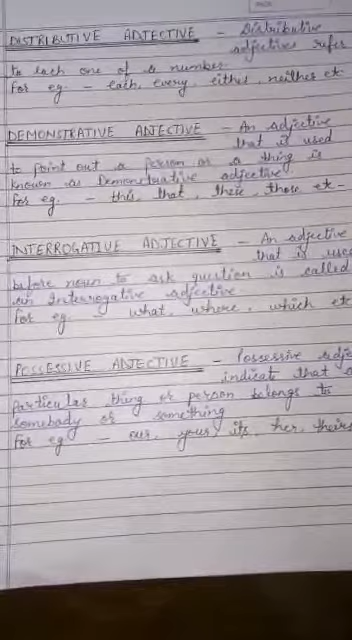 DISTRIBUTIVE ADJECTIVE - Distributive
adjectives refer
to each one of a number
For eg. - each, every, either, neither etc
DEMONSTRATIVE ADJECTIVE - An adjective
that is used
to point out a person or a thing is
known as Demonstrative adjective.
For eg. - this, that, these, those etc-
INTERROGATIVE ADJECTIVE - An adjective
that is used
before noun to ask question is called
an Interrogative adjective
For eg - what, whose, which etc
POSSESSIVE ADJECTIVE - Possessive adje
indicate that a
particular thing or person belongs to
somebody or something
For eg - our, your, its, her, theirs